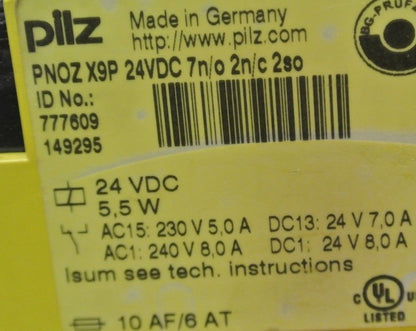 pilz
Made in Germany
http://www.pilz.com
BG-PRÜF
PNOZ X9P 24VDC 7n/o 2n/c 2so
ID No.:
777609
149295
24 VDC
5,5 W
AC15: 230 V 5,0 A DC13: 24 V 7,0 A
AC1: 240 V 8,0 A DC1: 24 V 8,0 A
Isum see tech. instructions
10 AF/6 AT
c UL u
LISTED